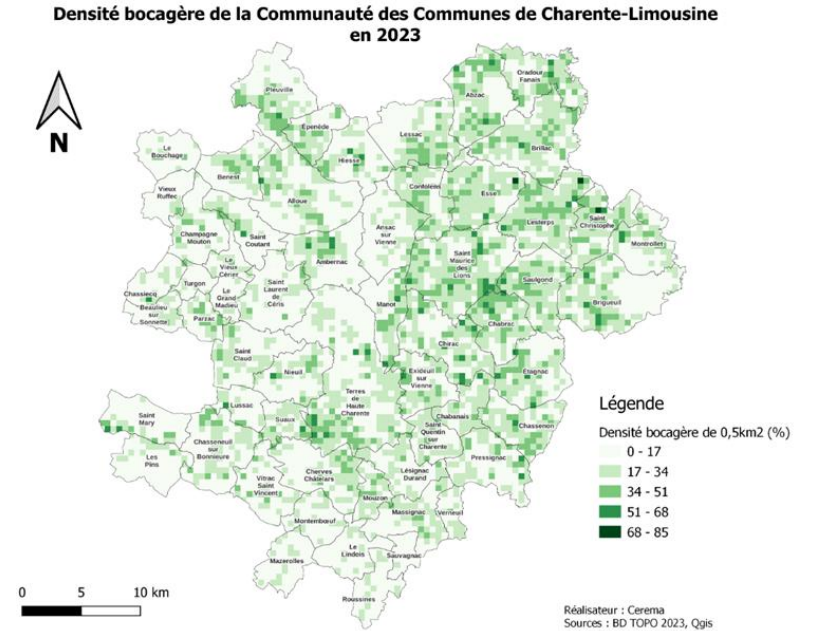 Densité bocagère de la Communauté des Communes de Charente-Limousine
en 2023
N
Pleuville
Oradour
Fanais
Abzac
Epenède
Lessac
Brillac
Le
Bouchage
Hiesse
Benest
Confolens
Esse
Vieux
Ruffec
Alloue
Lesterps
Saint
Christophe
Ansac
sur
Vienne
Champagne
Mouton
Saint
Coutant
Montrollet
Ambernac
Saint
Maurice
des
Lions
Le
Vieux
Cérier
Saulgond
Turgon
Saint
Laurent
de
Céris
Chassiecq
Le
Grand
Madieu
Manot
Brigueuil
Beaulieu
sur
Sonnette
Parzac
Chabrac
Chirac
Saint
Claud
Nieuil
Exideuil
sur
Vienne
Etagnac
Terres
de
Haute
Charente
Lussac
Saint
Mary
Suaux
Chabanais
Saint
Quentin
sur
Charente
Chassenon
Chasseneuil
sur
Bonnieure
Les
Pins
Pressignac
Cherves
Châtelars
Lésignac
Durand
Vitrac
Saint
Vincent
Mouzon
Massignac
Verneuil
Montembœuf
Le
Lindois
Sauvagnac
Mazerolles
Roussines
Légende
Densité bocagère de 0,5km2 (%)
0 - 17
17 - 34
34 - 51
51 - 68
68 - 85
0 5 10 km
Réalisateur : Cerema
Sources : BD TOPO 2023, Qgis